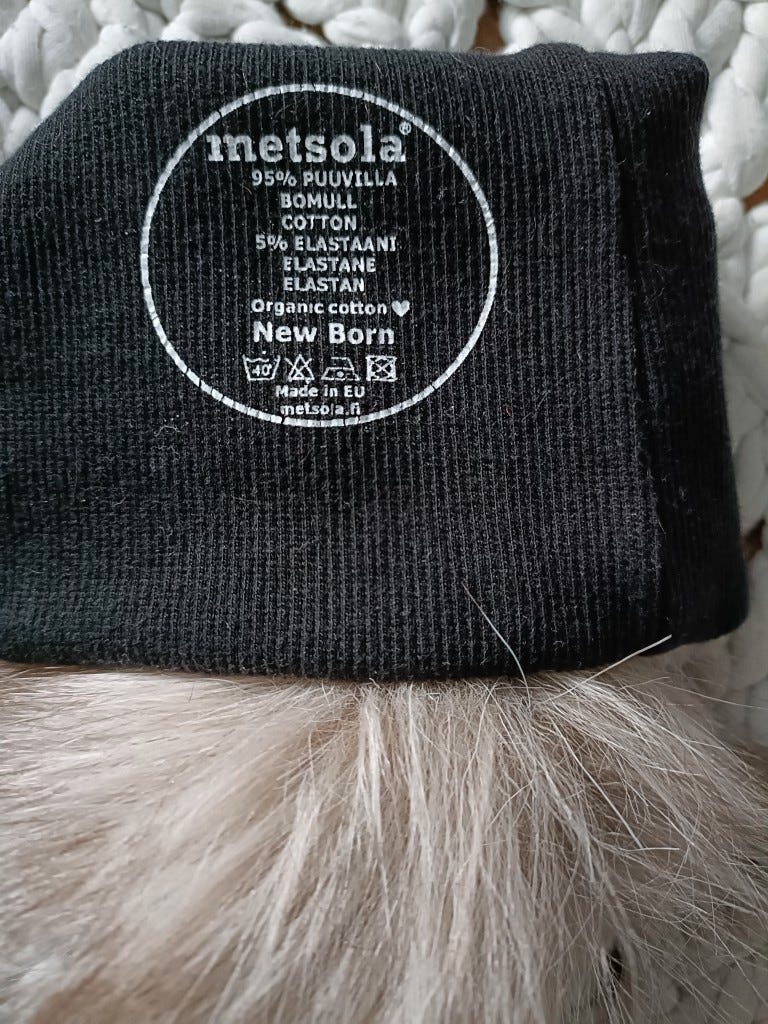 metsola®
95% PUUVILLA
BOMULL
COTTON
5% ELASTAANI
ELASTANE
ELASTAN
Organic cotton ♥
New Born
40
Made in EU
metsola.fi